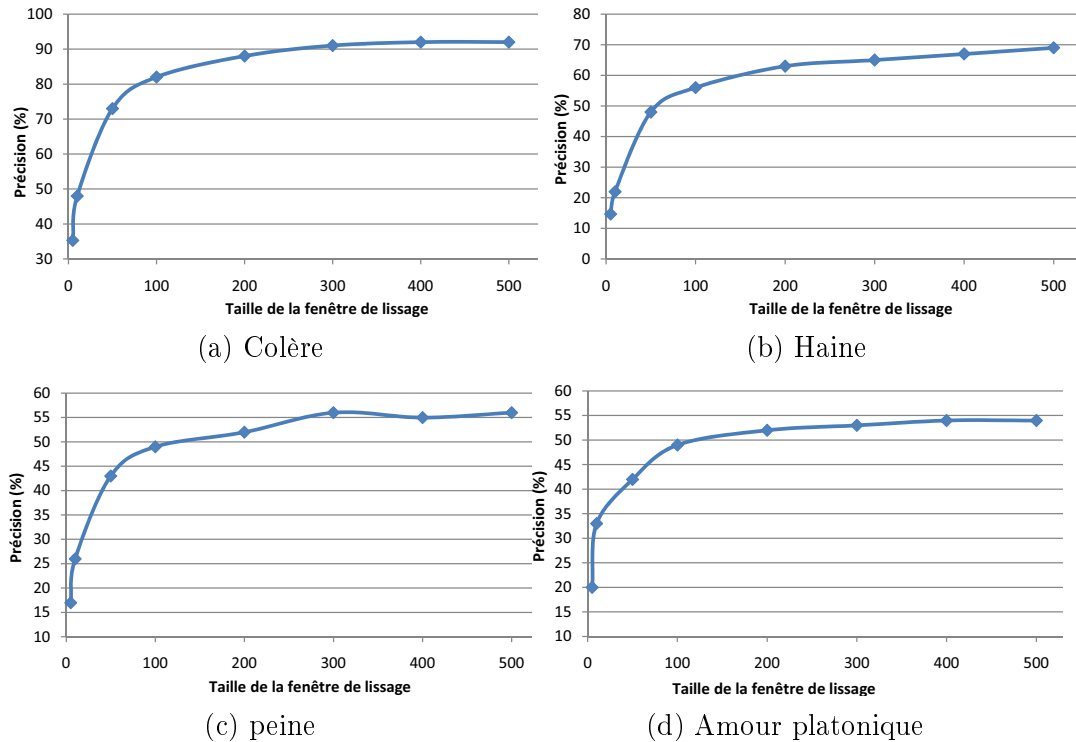 100
90
80
70
60
50
40
30
Précision (%)
0 100 200 300 400 500
Taille de la fenêtre de lissage
(a) Colère
80
70
60
50
40
30
20
10
0
Précision (%)
0 100 200 300 400 500
Taille de la fenêtre de lissage
(b) Haine
60
55
50
45
40
35
30
25
20
15
10
Précision (%)
0 100 200 300 400 500
Taille de la fenêtre de lissage
(c) peine
60
55
50
45
40
35
30
25
20
15
10
Précision (%)
0 100 200 300 400 500
Taille de la fenêtre de lissage
(d) Amour platonique